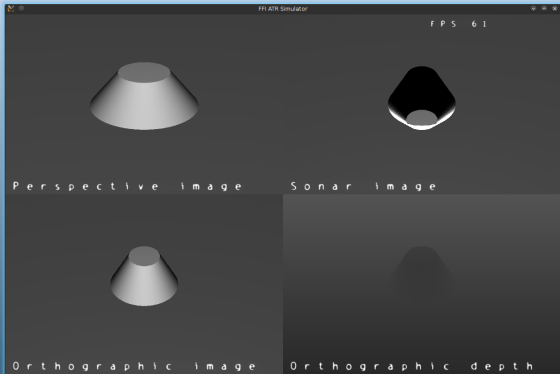 FFI ATR Simulator
FPS 61
Perspective image
Sonar image
Orthographic image
Orthographic depth